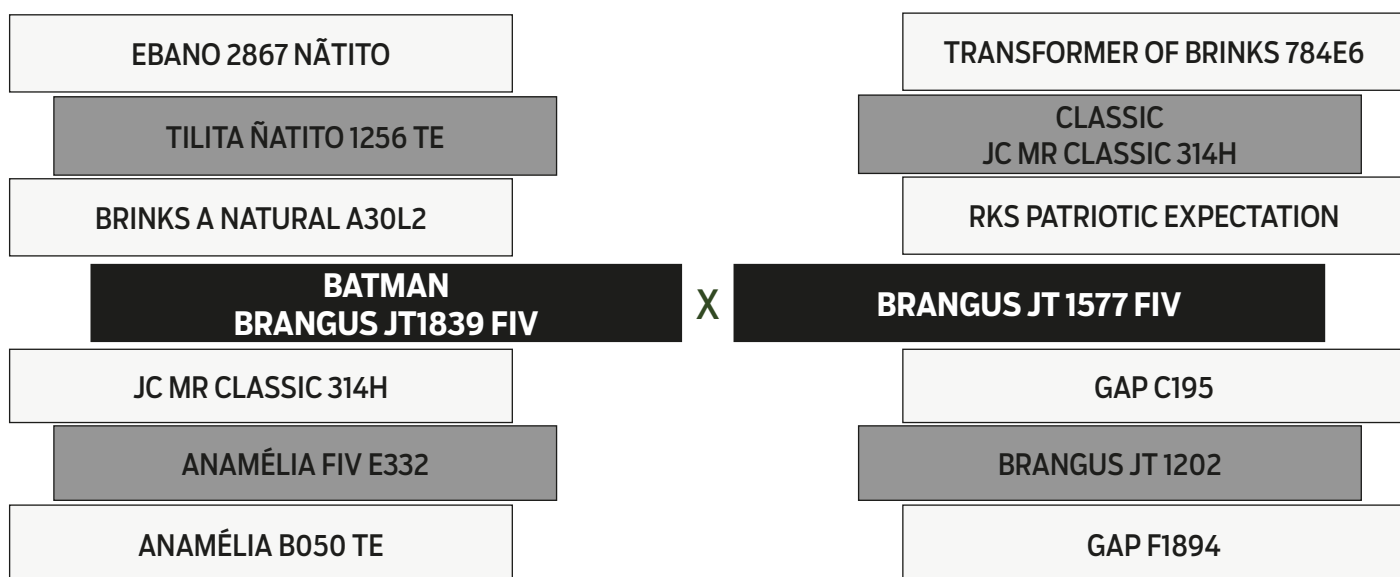 EBANO 2867 NÃTITO
TILITA ÑATITO 1256 TE
BRINKS A NATURAL A30L2
BATMAN
BRANGUS JT1839 FIV
JC MR CLASSIC 314H
ANAMÉLIA FIV E332
ANAMÉLIA B050 TE
X
TRANSFORMER OF BRINKS 784E6
CLASSIC
JC MR CLASSIC 314H
RKS PATRIOTIC EXPECTATION
BRANGUS JT 1577 FIV
GAP C195
BRANGUS JT 1202
GAP F1894